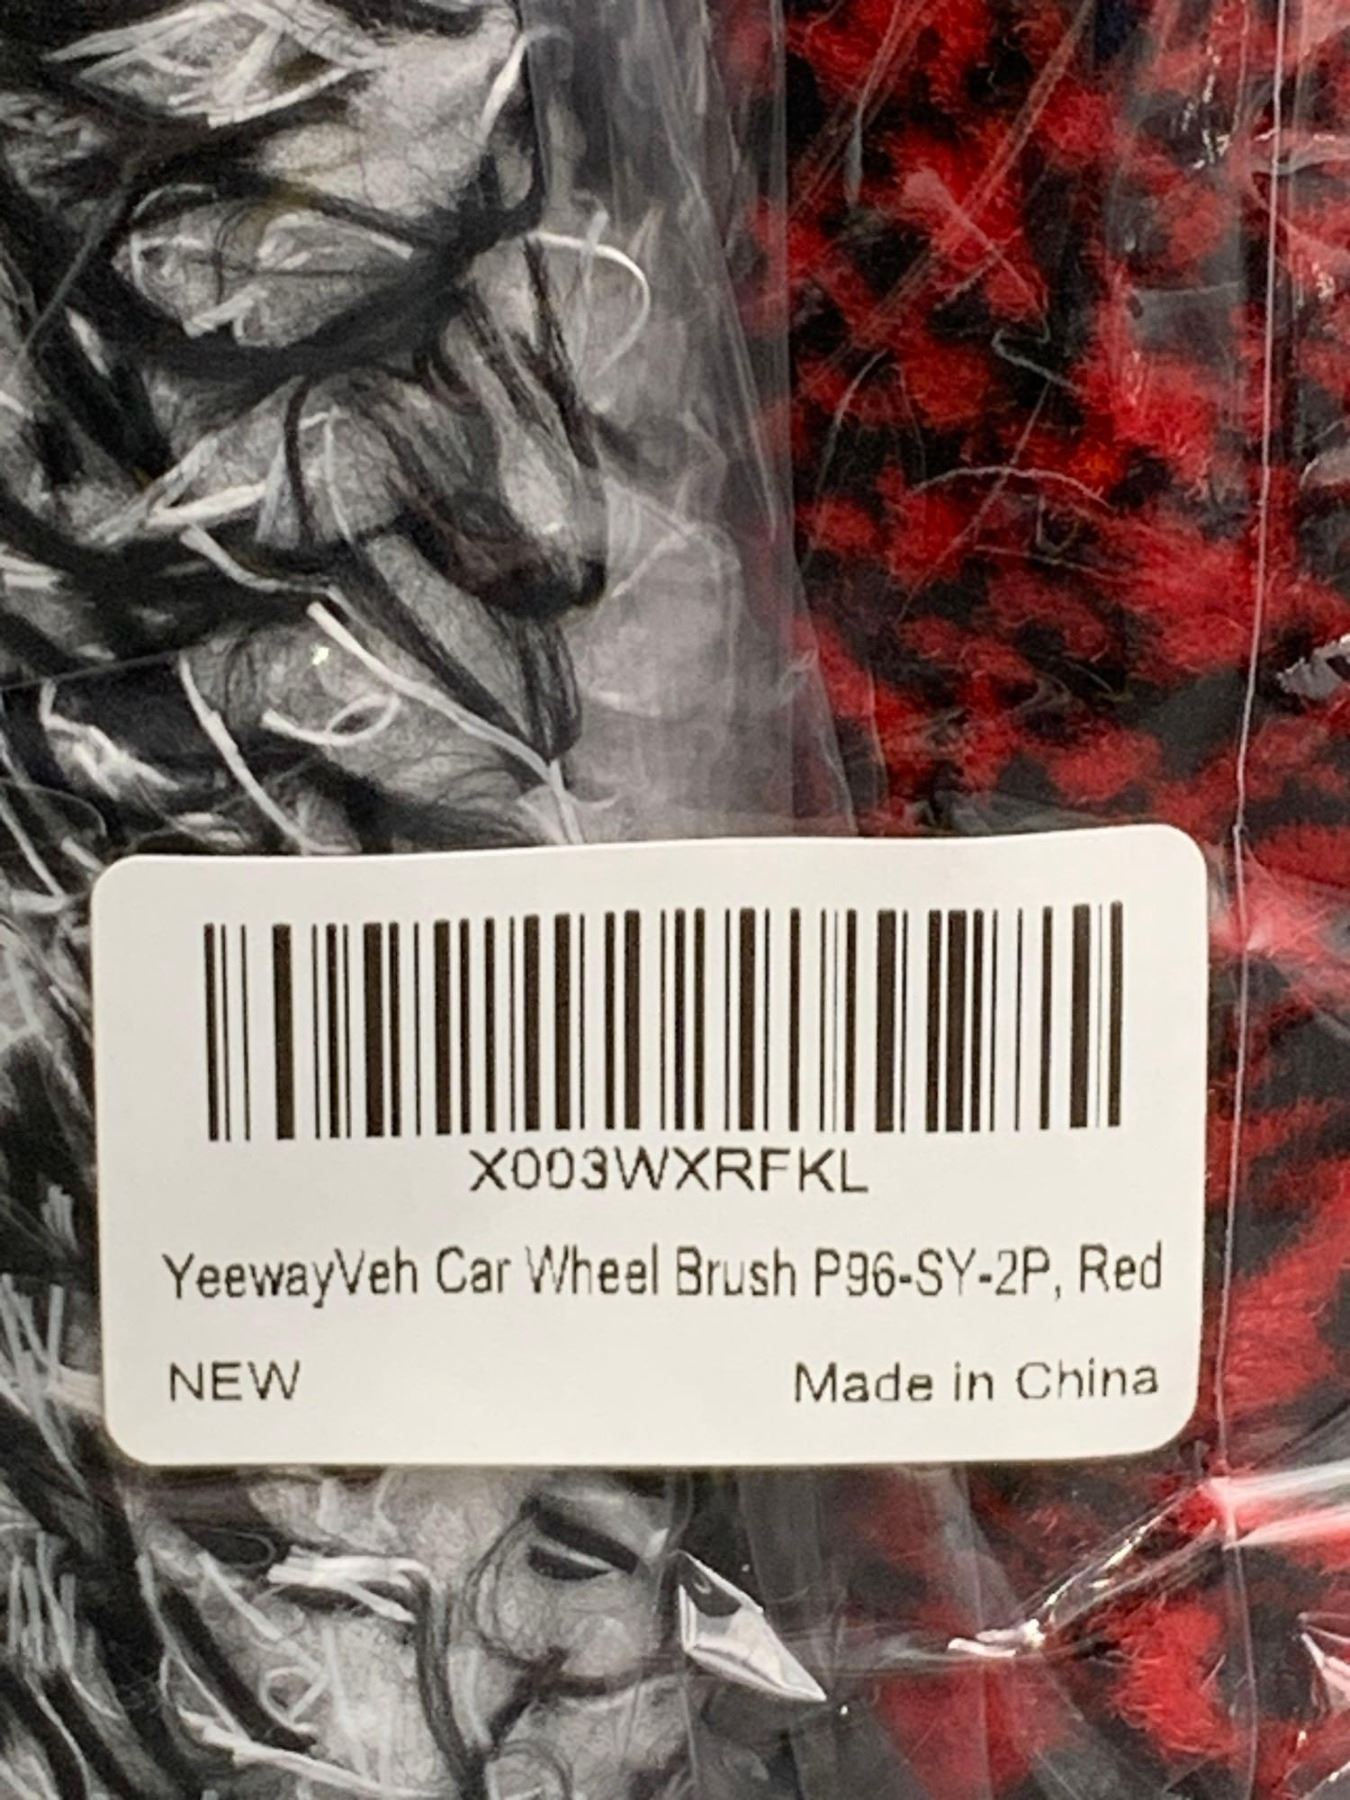 X003WXRFKL
YeewayVeh Car Wheel Brush P96-SY-2P, Red
NEW
Made in China